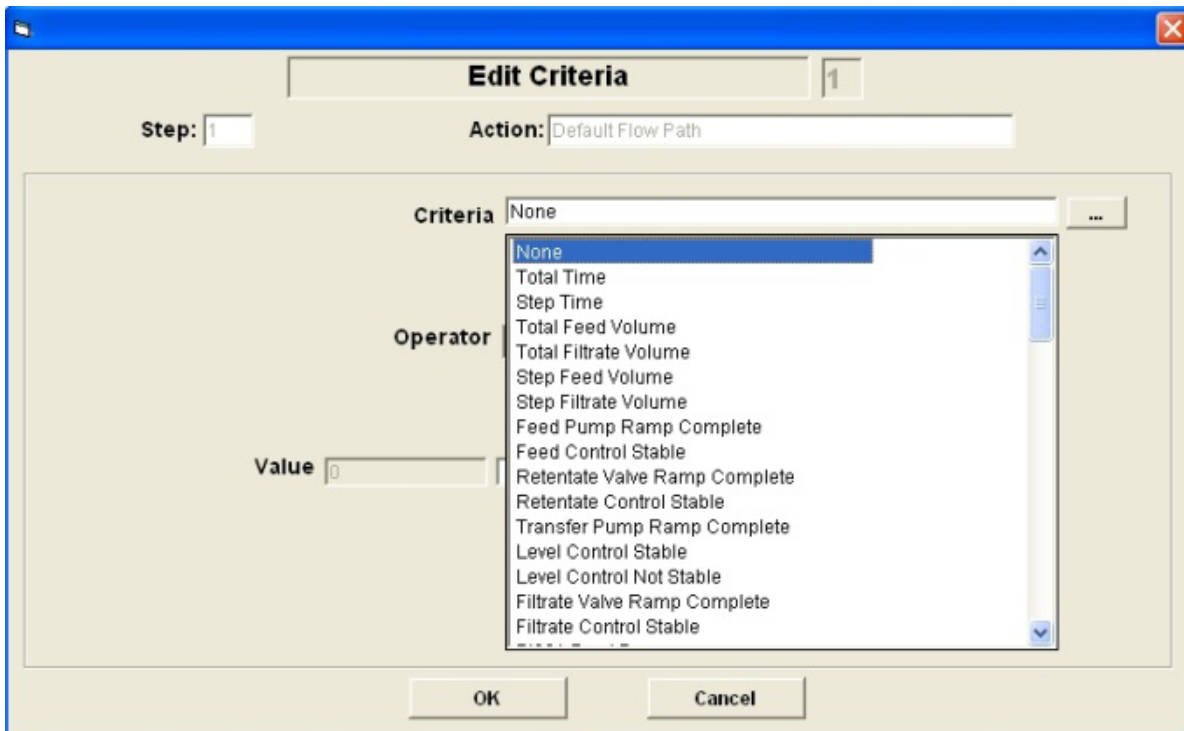 Edit Criteria 1
Step: 1 Action: Default Flow Path
Criteria None ...
None
Total Time
Step Time
Total Feed Volume
Total Filtrate Volume
Step Feed Volume
Step Filtrate Volume
Feed Pump Ramp Complete
Feed Control Stable
Retentate Valve Ramp Complete
Retentate Control Stable
Transfer Pump Ramp Complete
Level Control Stable
Level Control Not Stable
Filtrate Valve Ramp Complete
Filtrate Control Stable
Operator
Value 0
OK Cancel